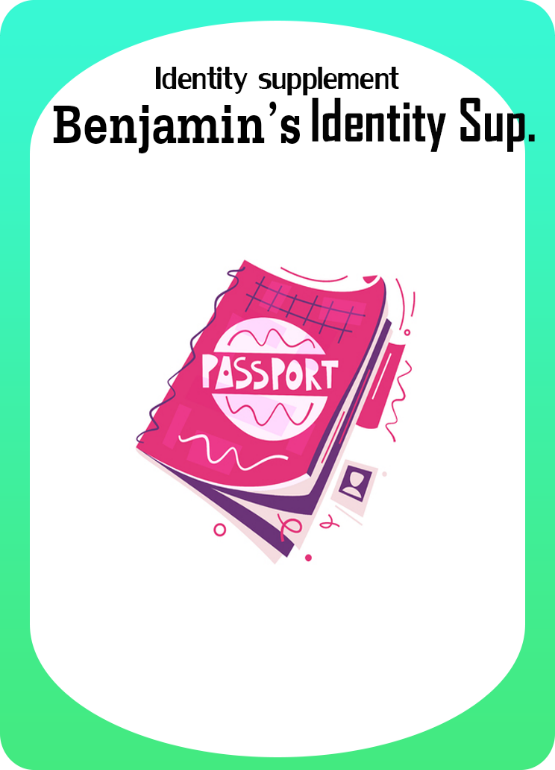 Identity supplement
Benjamin's Identity Sup.
PASSPORT